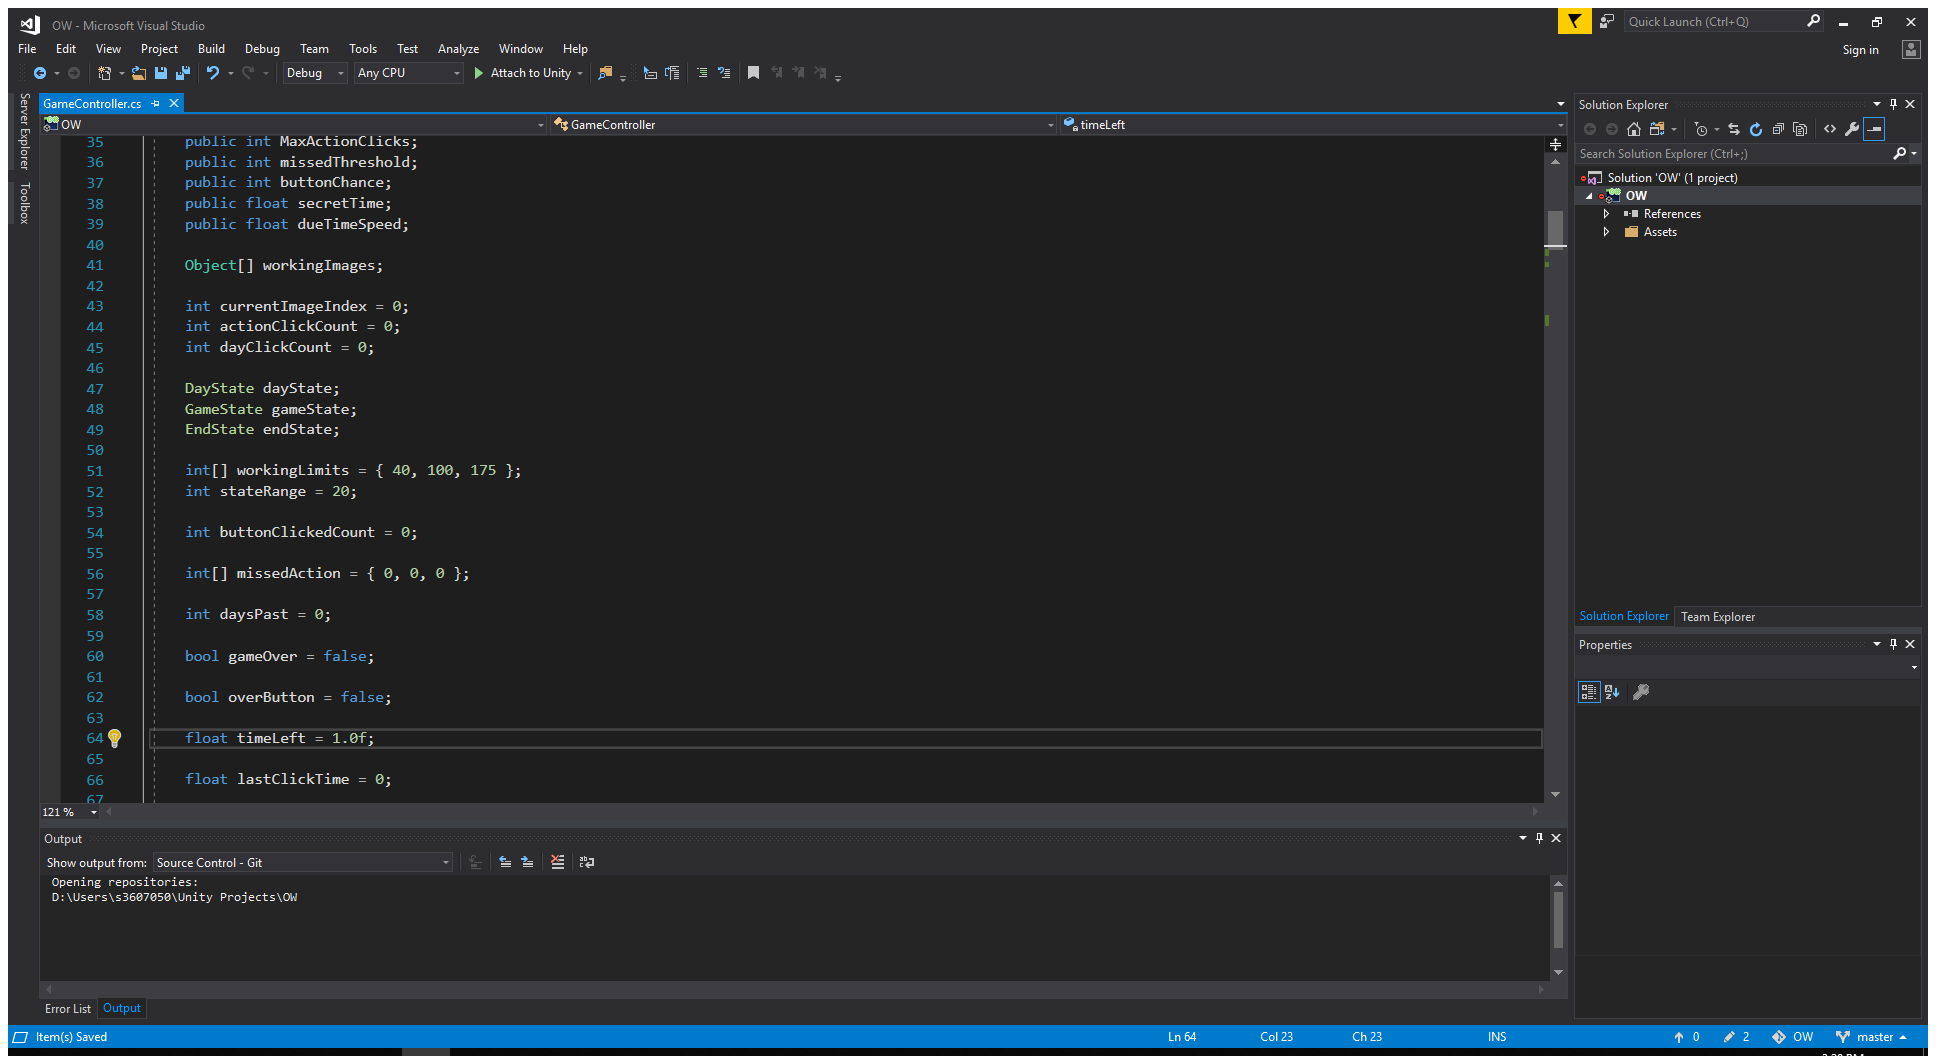 OW - Microsoft Visual Studio
Quick Launch (Ctrl+Q)
File Edit View Project Build Debug Team Tools Test Analyze Window Help
Sign in
Debug Any CPU Attach to Unity
Server Explorer
Toolbox
GameController.cs
OW GameController timeLeft
35 public int MaxActionClicks;
36 public int missedThreshold;
37 public int buttonChance;
38 public float secretTime;
39 public float dueTimeSpeed;
40
41 Object[] workingImages;
42
43 int currentImageIndex = 0;
44 int actionClickCount = 0;
45 int dayClickCount = 0;
46
47 DayState dayState;
48 GameState gameState;
49 EndState endState;
50
51 int[] workingLimits = { 40, 100, 175 };
52 int stateRange = 20;
53
54 int buttonClickedCount = 0;
55
56 int[] missedAction = { 0, 0, 0 };
57
58 int daysPast = 0;
59
60 bool gameOver = false;
61
62 bool overButton = false;
63
64 float timeLeft = 1.0f;
65
66 float lastClickTime = 0;
67
121 %
Output
Show output from: Source Control - Git
Opening repositories:
D:\Users\s3607050\Unity Projects\OW
Error List Output
Solution Explorer
Search Solution Explorer (Ctrl+;)
Solution 'OW' (1 project)
OW
References
Assets
Solution Explorer Team Explorer
Properties
Item(s) Saved Ln 64 Col 23 Ch 23 INS 0 2 OW master